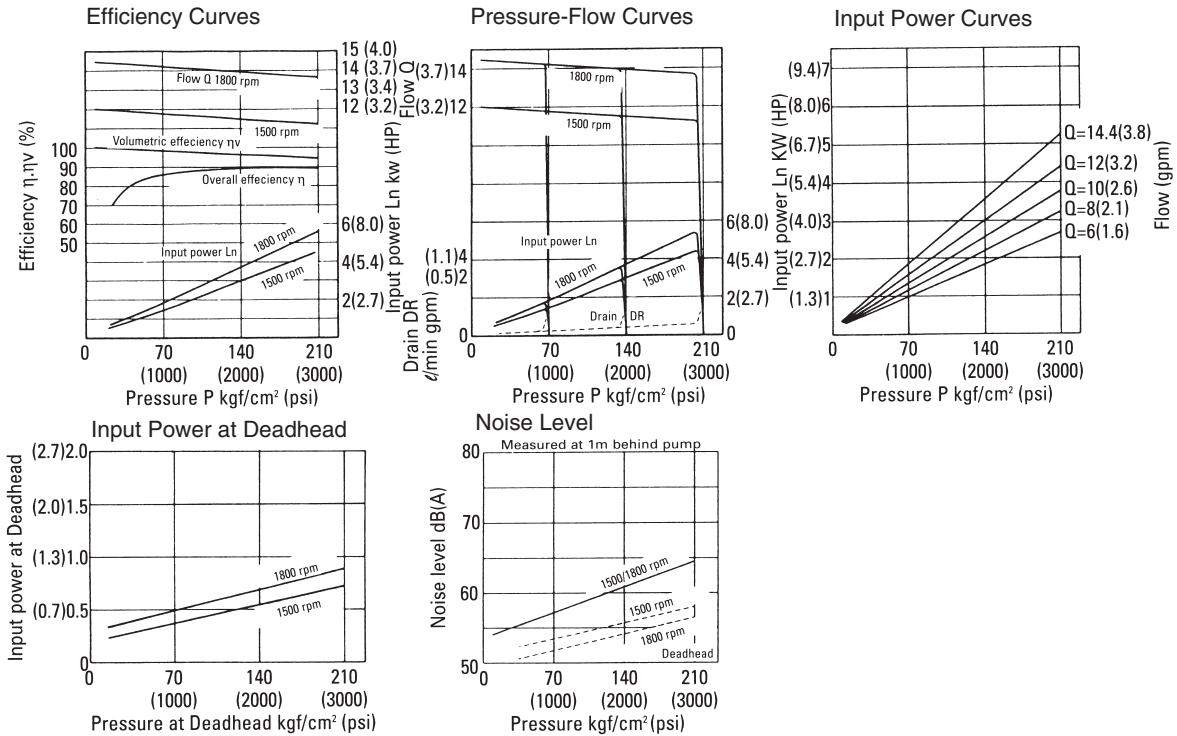 Efficiency Curves
15 (4.0)
14 (3.7)
13 (3.4)
12 (3.2)
Flow Q
Flow Q 1800 rpm
1500 rpm
Volumetric effeciency ηv
Overall effeciency η
Efficiency η.ηv (%)
100
90
80
70
60
50
Input power Ln
1800 rpm
1500 rpm
6(8.0)
4(5.4)
2(2.7)
Input power Ln kw (HP)
0
70
140
210
(1000)
(2000)
(3000)
Pressure P kgf/cm² (psi)
Pressure-Flow Curves
(3.7)14
(3.2)12
1800 rpm
1500 rpm
Input power Ln
1800 rpm
1500 rpm
6(8.0)
4(5.4)
2(2.7)
0
(1.1)4
(0.5)2
0
Drain DR
ℓ/min gpm)
Drain DR
0
70
140
210
(1000)
(2000)
(3000)
Pressure P kgf/cm² (psi)
Input Power Curves
Input power Ln KW (HP)
(9.4)7
(8.0)6
(6.7)5
(5.4)4
(4.0)3
(2.7)2
(1.3)1
Q=14.4(3.8)
Q=12(3.2)
Q=10(2.6)
Q=8(2.1)
Q=6(1.6)
Flow (gpm)
0
70
140
210
(1000)
(2000)
(3000)
Pressure P kgf/cm² (psi)
Input Power at Deadhead
Input power at Deadhead
(2.7)2.0
(2.0)1.5
(1.3)1.0
(0.7)0.5
0
1800 rpm
1500 rpm
0
70
140
210
(1000)
(2000)
(3000)
Pressure at Deadhead kgf/cm² (psi)
Noise Level
Measured at 1m behind pump
Noise level dB(A)
80
70
60
50
1500/1800 rpm
1500 rpm
1800 rpm
Deadhead
0
70
140
210
(1000)
(2000)
(3000)
Pressure kgf/cm² (psi)